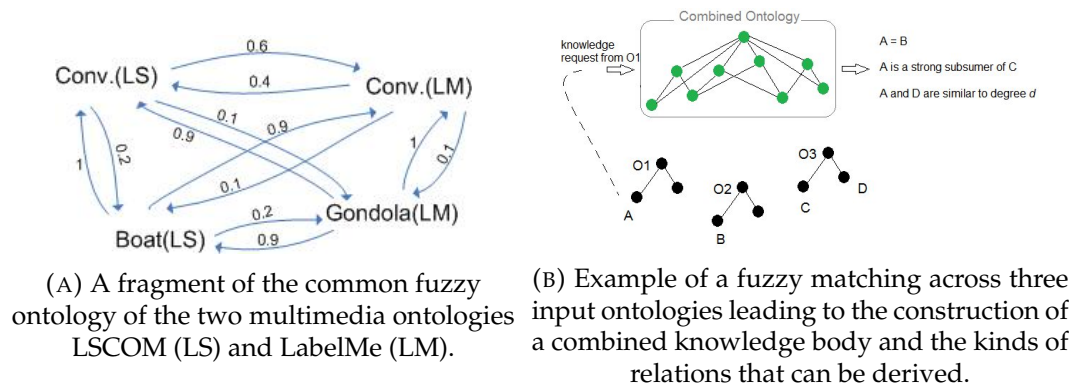 0.6
Conv.(LS)
0.4
Conv.(LM)
0.1
0.9
0.9
0.2
1
1
0.1
0.1
0.2
Gondola(LM)
Boat(LS)
0.9
(A) A fragment of the common fuzzy
ontology of the two multimedia ontologies
LSCOM (LS) and LabelMe (LM).
Combined Ontology
knowledge
request from O1
A = B
A is a strong subsumer of C
A and D are similar to degree d
O1
O2
O3
A
B
C
D
(B) Example of a fuzzy matching across three
input ontologies leading to the construction of
a combined knowledge body and the kinds of
relations that can be derived.